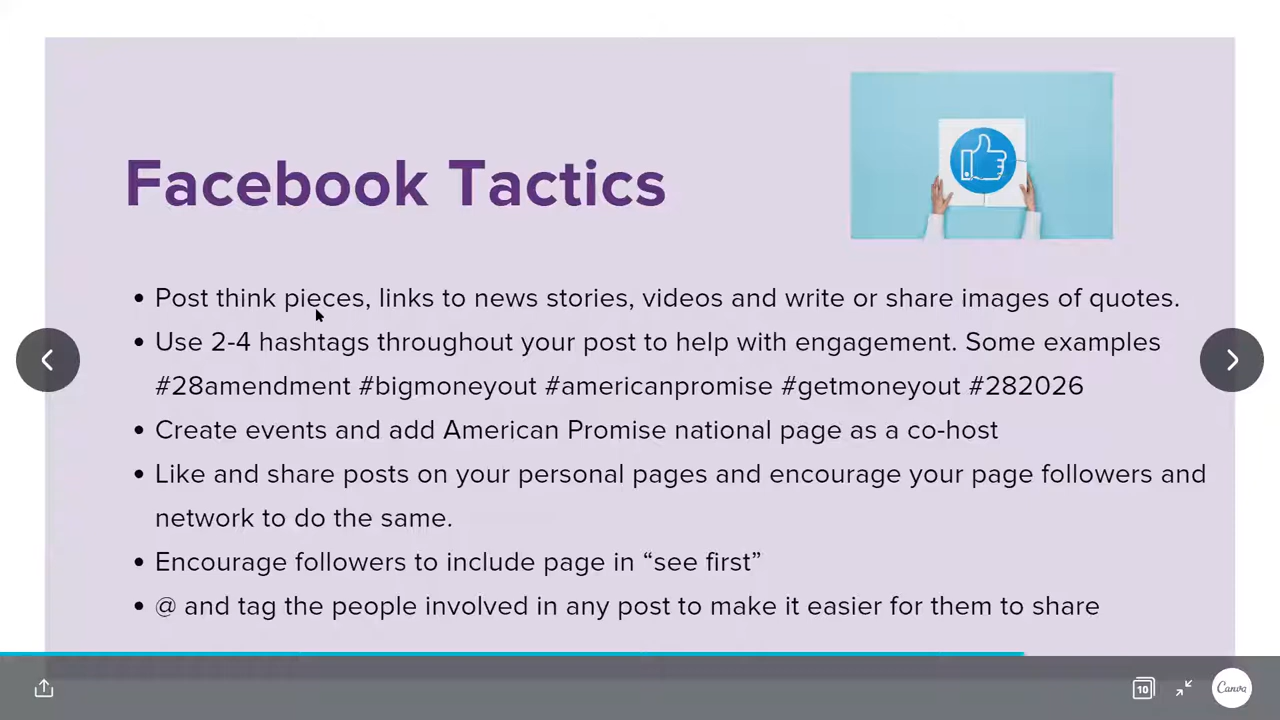 Facebook Tactics
• Post think pieces, links to news stories, videos and write or share images of quotes.
• Use 2-4 hashtags throughout your post to help with engagement. Some examples
#28amendment #bigmoneyout #americanpromise #getmoneyout #282026
• Create events and add American Promise national page as a co-host
• Like and share posts on your personal pages and encourage your page followers and
network to do the same.
• Encourage followers to include page in “see first”
• @ and tag the people involved in any post to make it easier for them to share
10
Canva